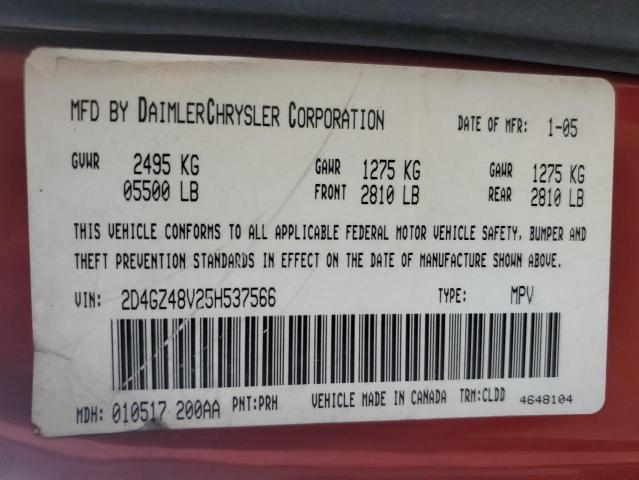 MFD BY DAIMLERCHRYSLER CORPORATION DATE OF MFR: 1-05
GVWR 2495 KG GAWR 1275 KG GAWR 1275 KG
05500 LB FRONT 2810 LB REAR 2810 LB
THIS VEHICLE CONFORMS TO ALL APPLICABLE FEDERAL MOTOR VEHICLE SAFETY, BUMPER AND
THEFT PREVENTION STANDARDS IN EFFECT ON THE DATE OF MANUFACTURE SHOWN ABOVE.
VIN: 2D4GZ48V25H537566 TYPE: MPV
MDH: 010517 200AA PNT:PRH VEHICLE MADE IN CANADA TRM:CLDD 4648104